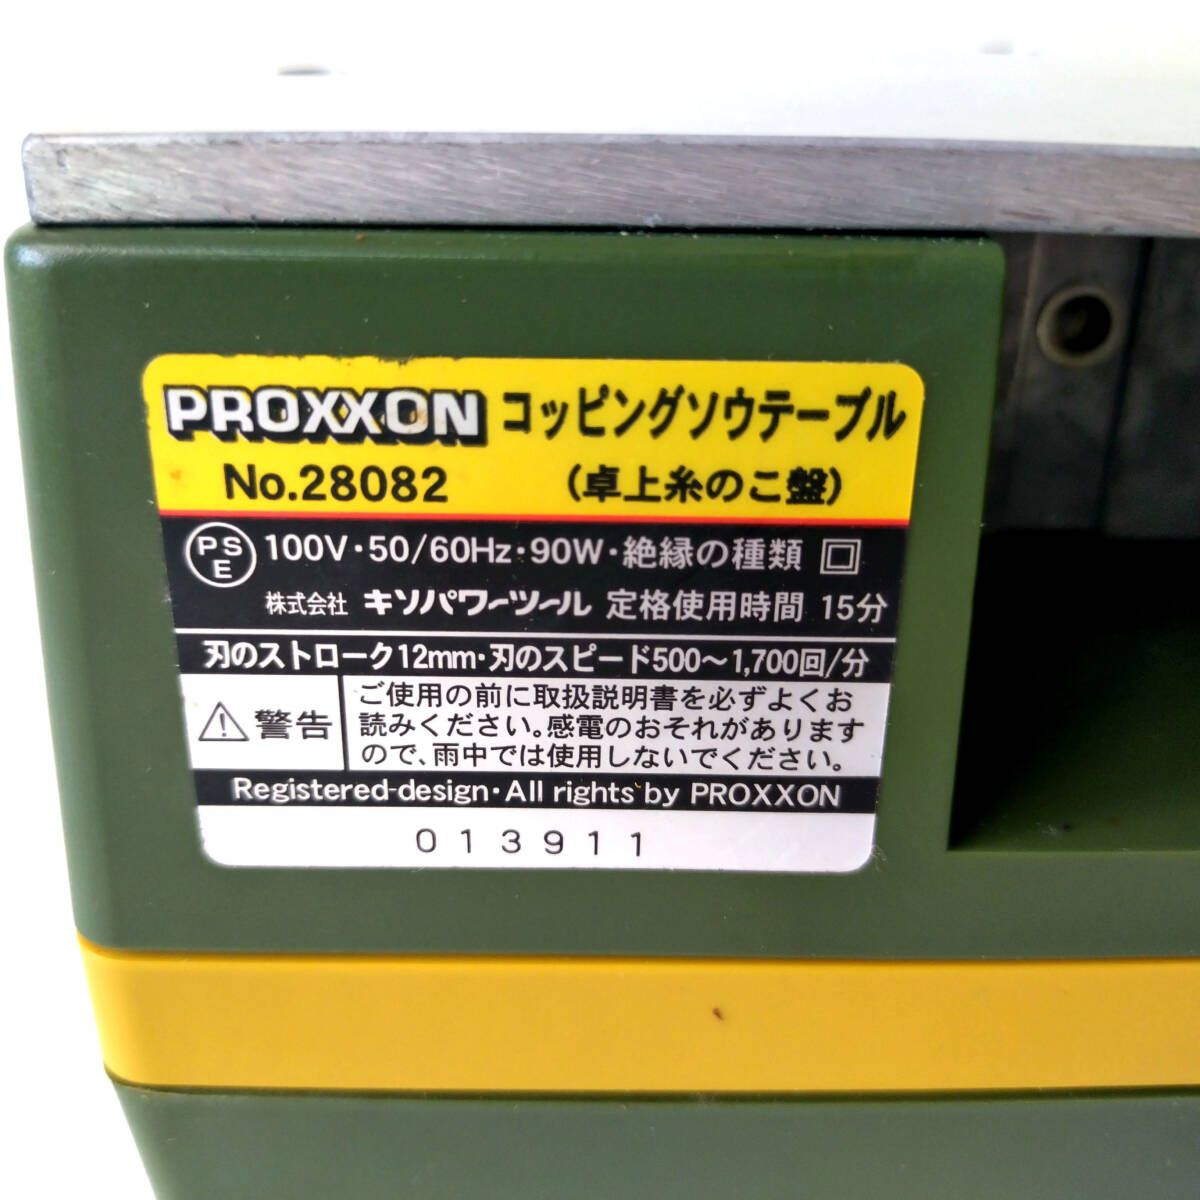 PROXXON コッピングソウテーブル
No.28082 (卓上糸のこ盤)
PSE 100V・50/60Hz・90W・絶縁の種類 回
株式会社 キソパワーツール 定格使用時間 15分
刃のストローク12mm・刃のスピード500～1,700回/分
警告
ご使用の前に取扱説明書を必ずよくお
読みください。感電のおそれがあります
ので、雨中では使用しないでください。
Registered-design・All rights by PROXXON
013911